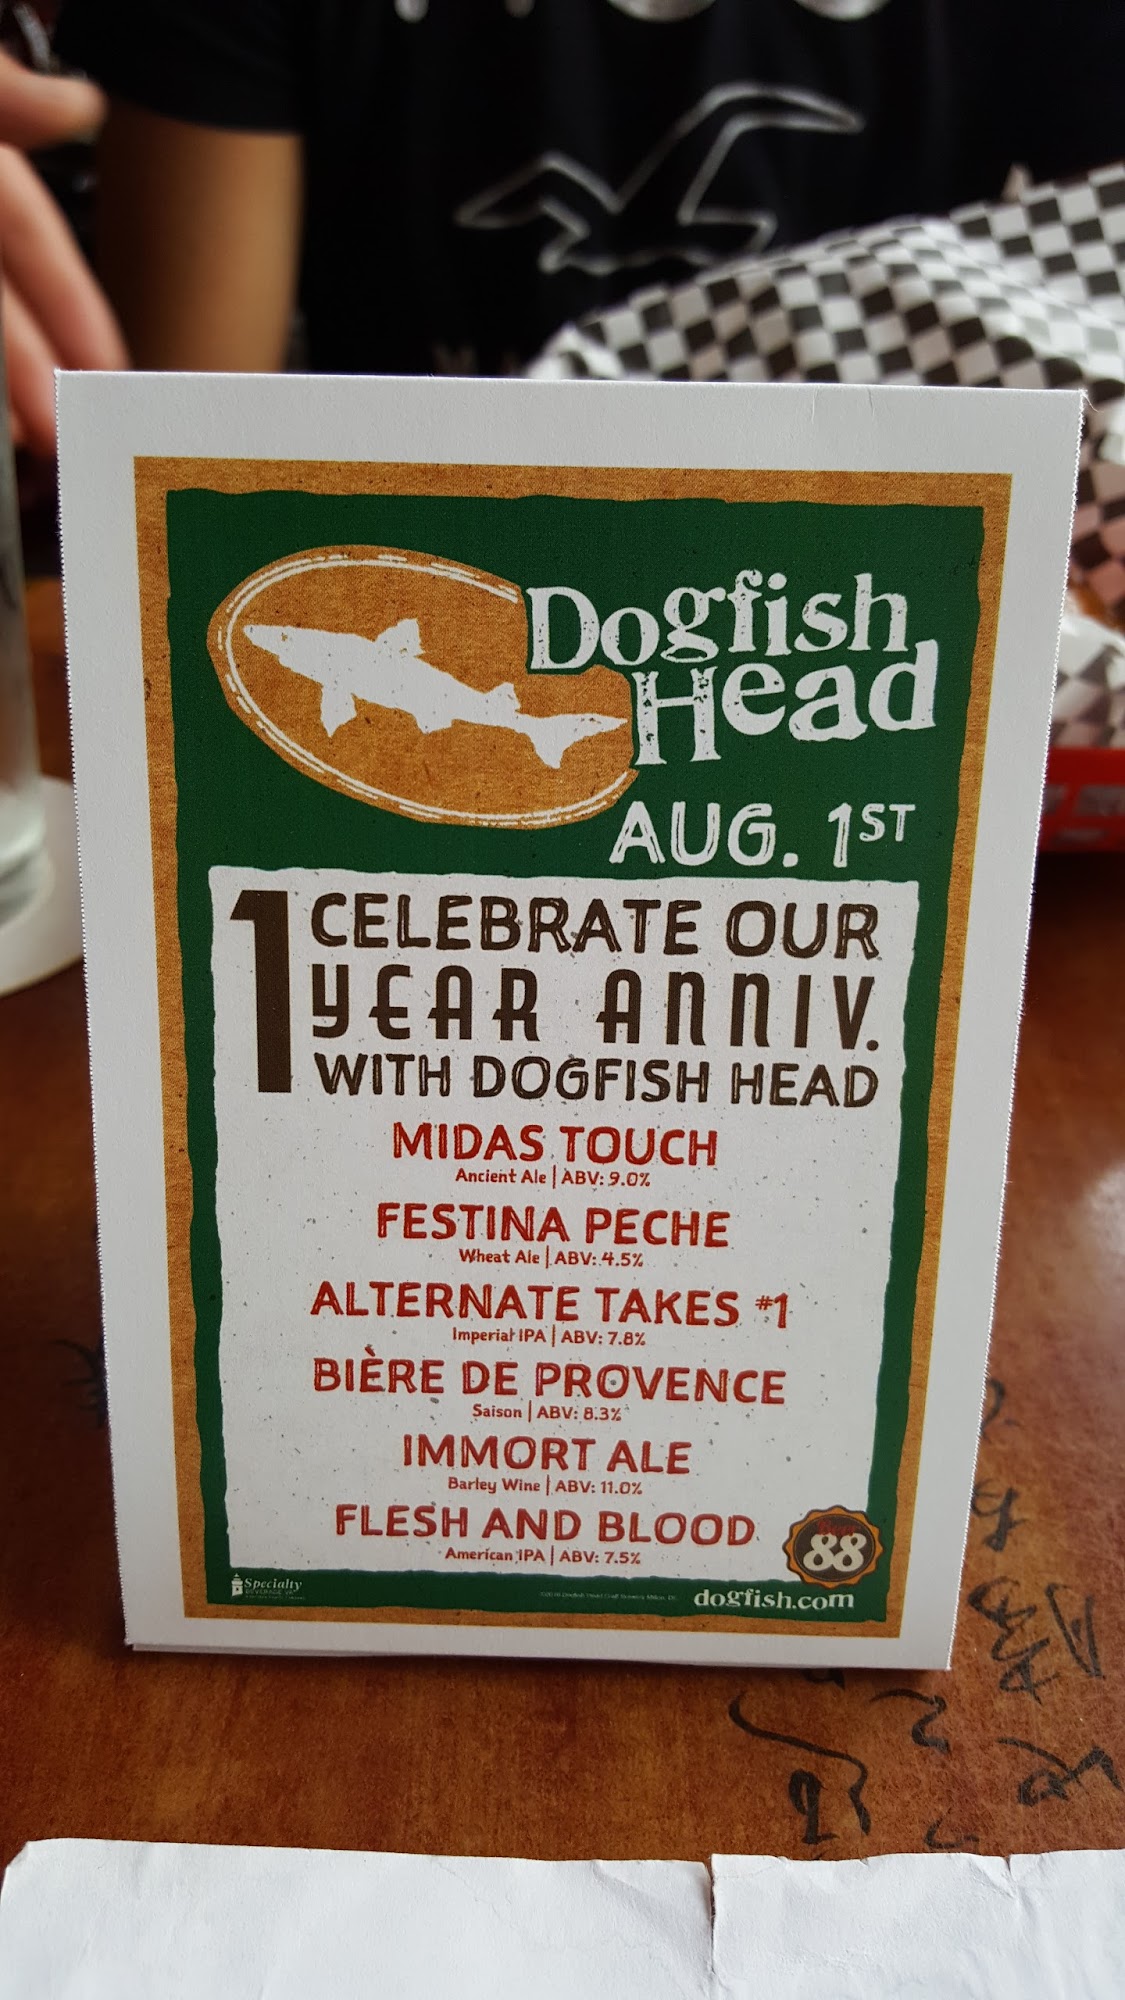 Dogfish
Head
AUG. 1ST
1 CELEBRATE OUR
YEAR ANNIV.
WITH DOGFISH HEAD
MIDAS TOUCH
Ancient Ale | ABV: 9.0%
FESTINA PECHE
Wheat Ale | ABV: 4.5%
ALTERNATE TAKES #1
Imperial IPA | ABV: 7.8%
BIÈRE DE PROVENCE
Saison | ABV: 8.3%
IMMORT ALE
Barley Wine | ABV: 11.0%
FLESH AND BLOOD
American IPA | ABV: 7.5%
88
Specialty
BEVERAGE
dogfish.com